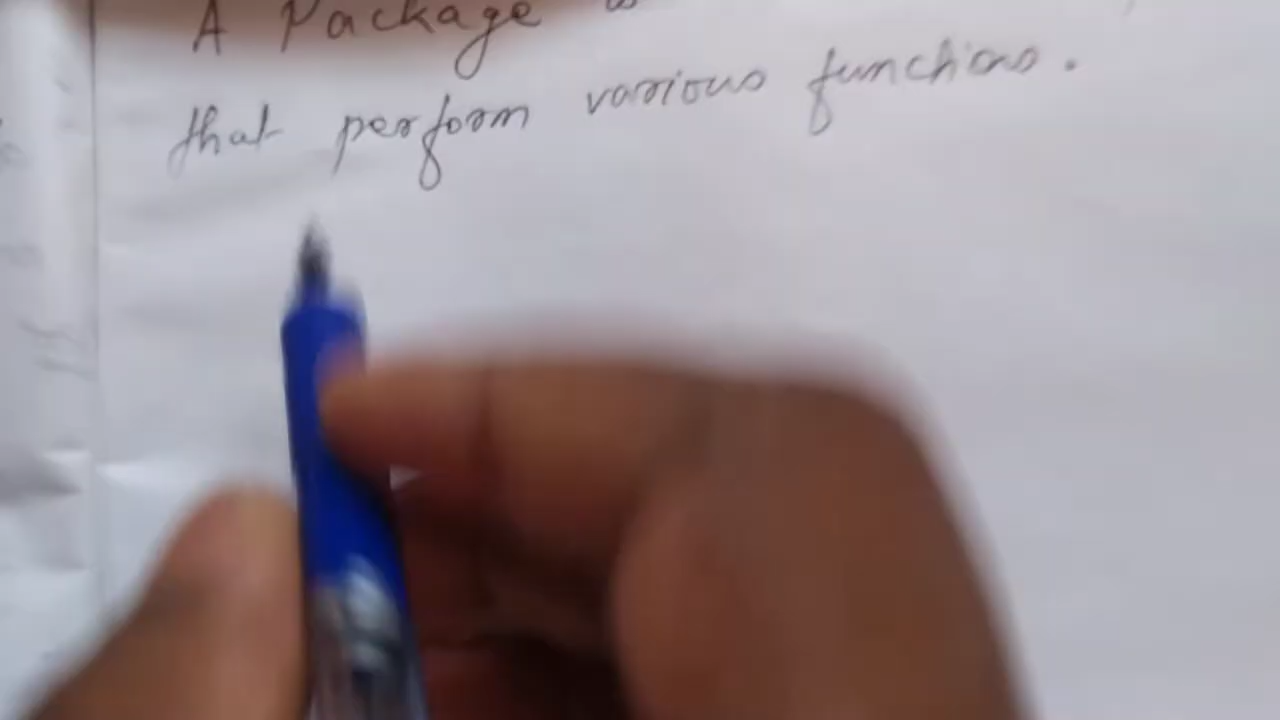 A Package
that perform various functions.